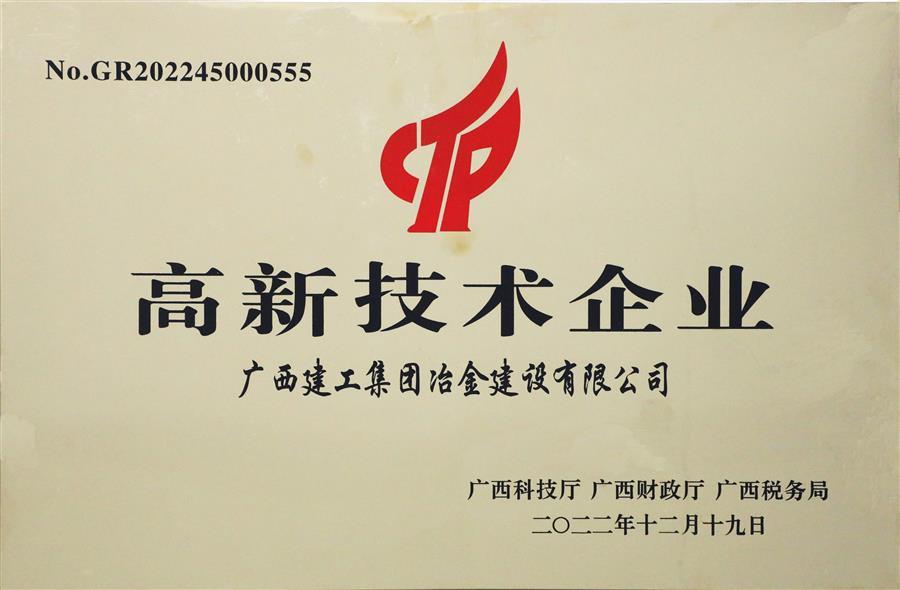 No.GR202245000555
高新技术企业
广西建工集团冶金建设有限公司
广西科技厅 广西财政厅 广西税务局
二〇二二年十二月十九日